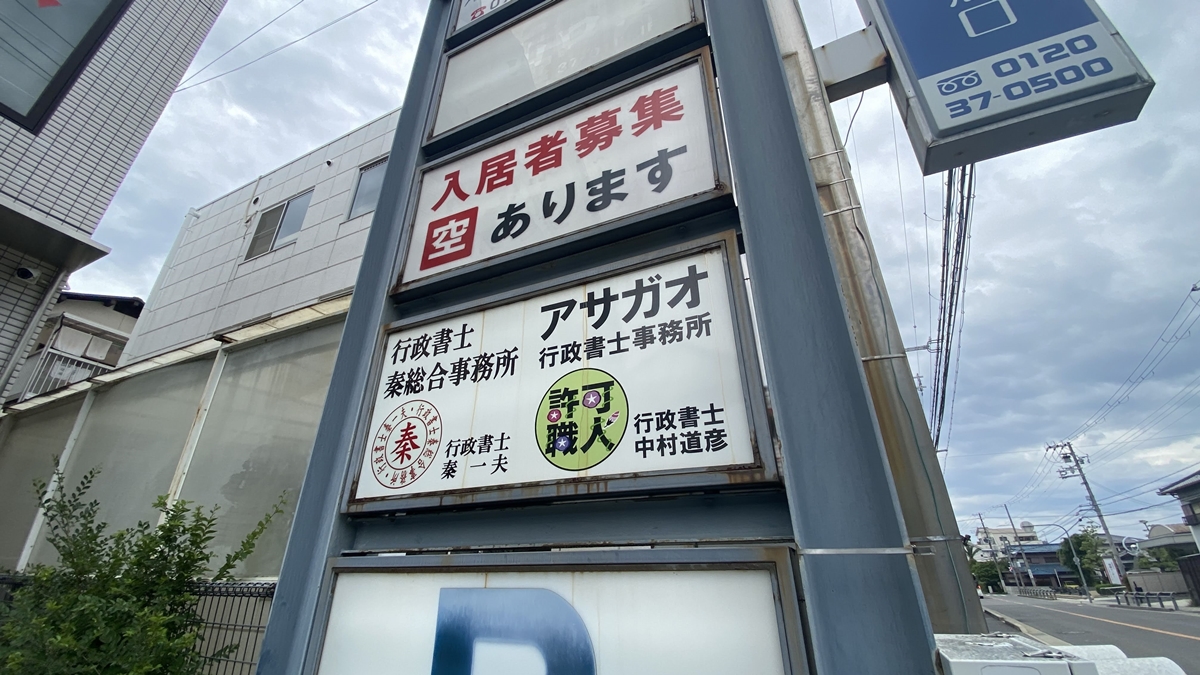 0120
37-0500
入居者募集
空 あります
行政書士
秦総合事務所
秦
行政書士
秦 一夫
アサガオ
行政書士事務所
許可
職人
行政書士
中村道彦
P